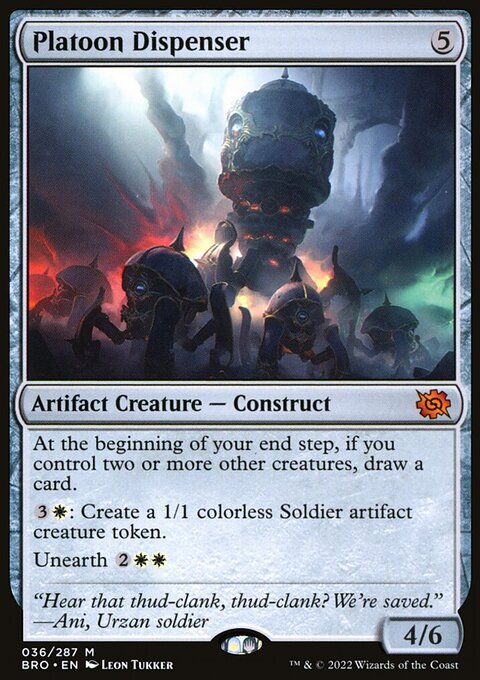 Platoon Dispenser 5
Artifact Creature — Construct
At the beginning of your end step, if you
control two or more other creatures, draw a
card.
3: Create a 1/1 colorless Soldier artifact
creature token.
Unearth 2
“Hear that thud-clank, thud-clank? We’re saved.”
—Ani, Urzan soldier
4/6
036/287 M
BRO • EN Leon Tukker
™ & © 2022 Wizards of the Coast